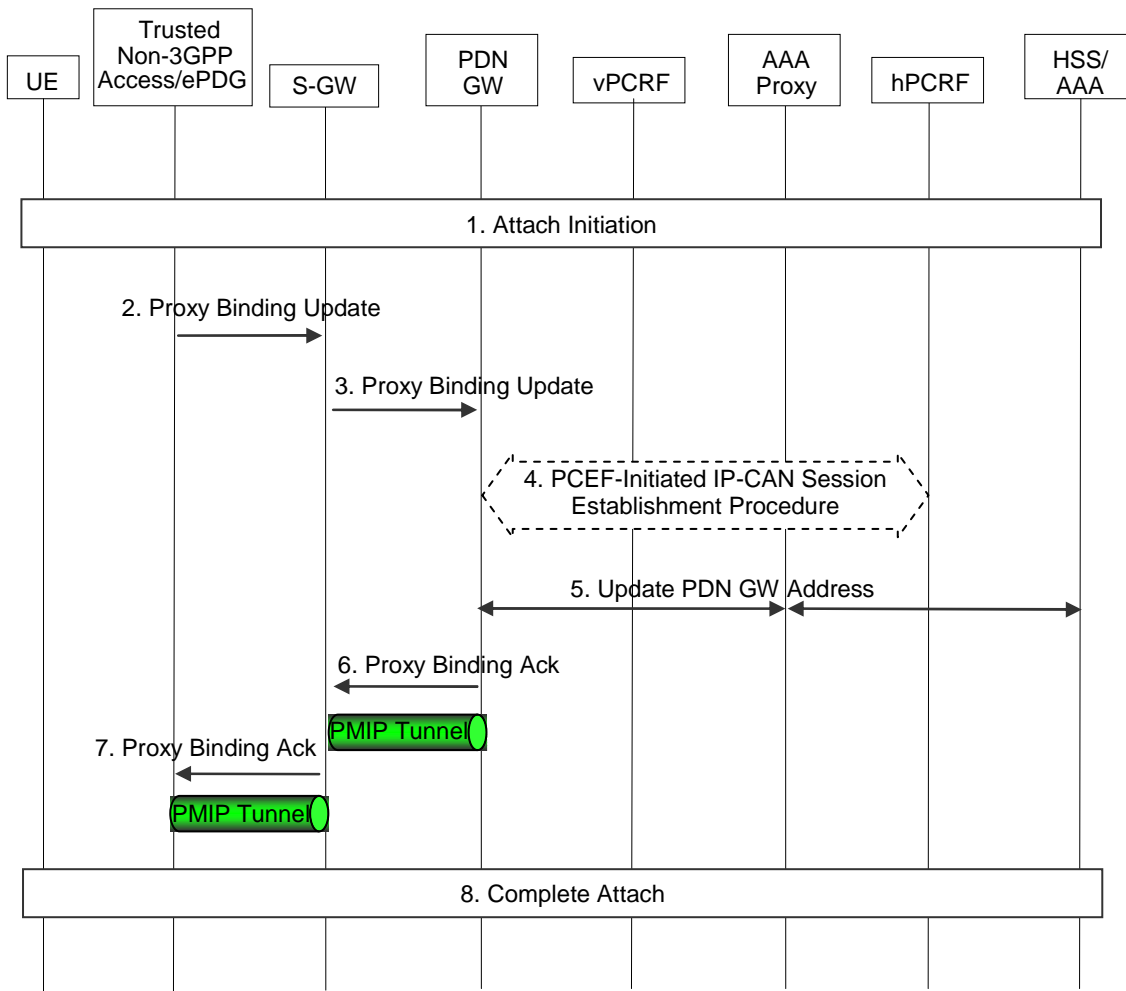 UE
Trusted
Non-3GPP
Access/ePDG
S-GW
PDN
GW
vPCRF
AAA
Proxy
hPCRF
HSS/
AAA
1. Attach Initiation
2. Proxy Binding Update
3. Proxy Binding Update
4. PCEF-Initiated IP-CAN Session
Establishment Procedure
5. Update PDN GW Address
6. Proxy Binding Ack
PMIP Tunnel
7. Proxy Binding Ack
PMIP Tunnel
8. Complete Attach